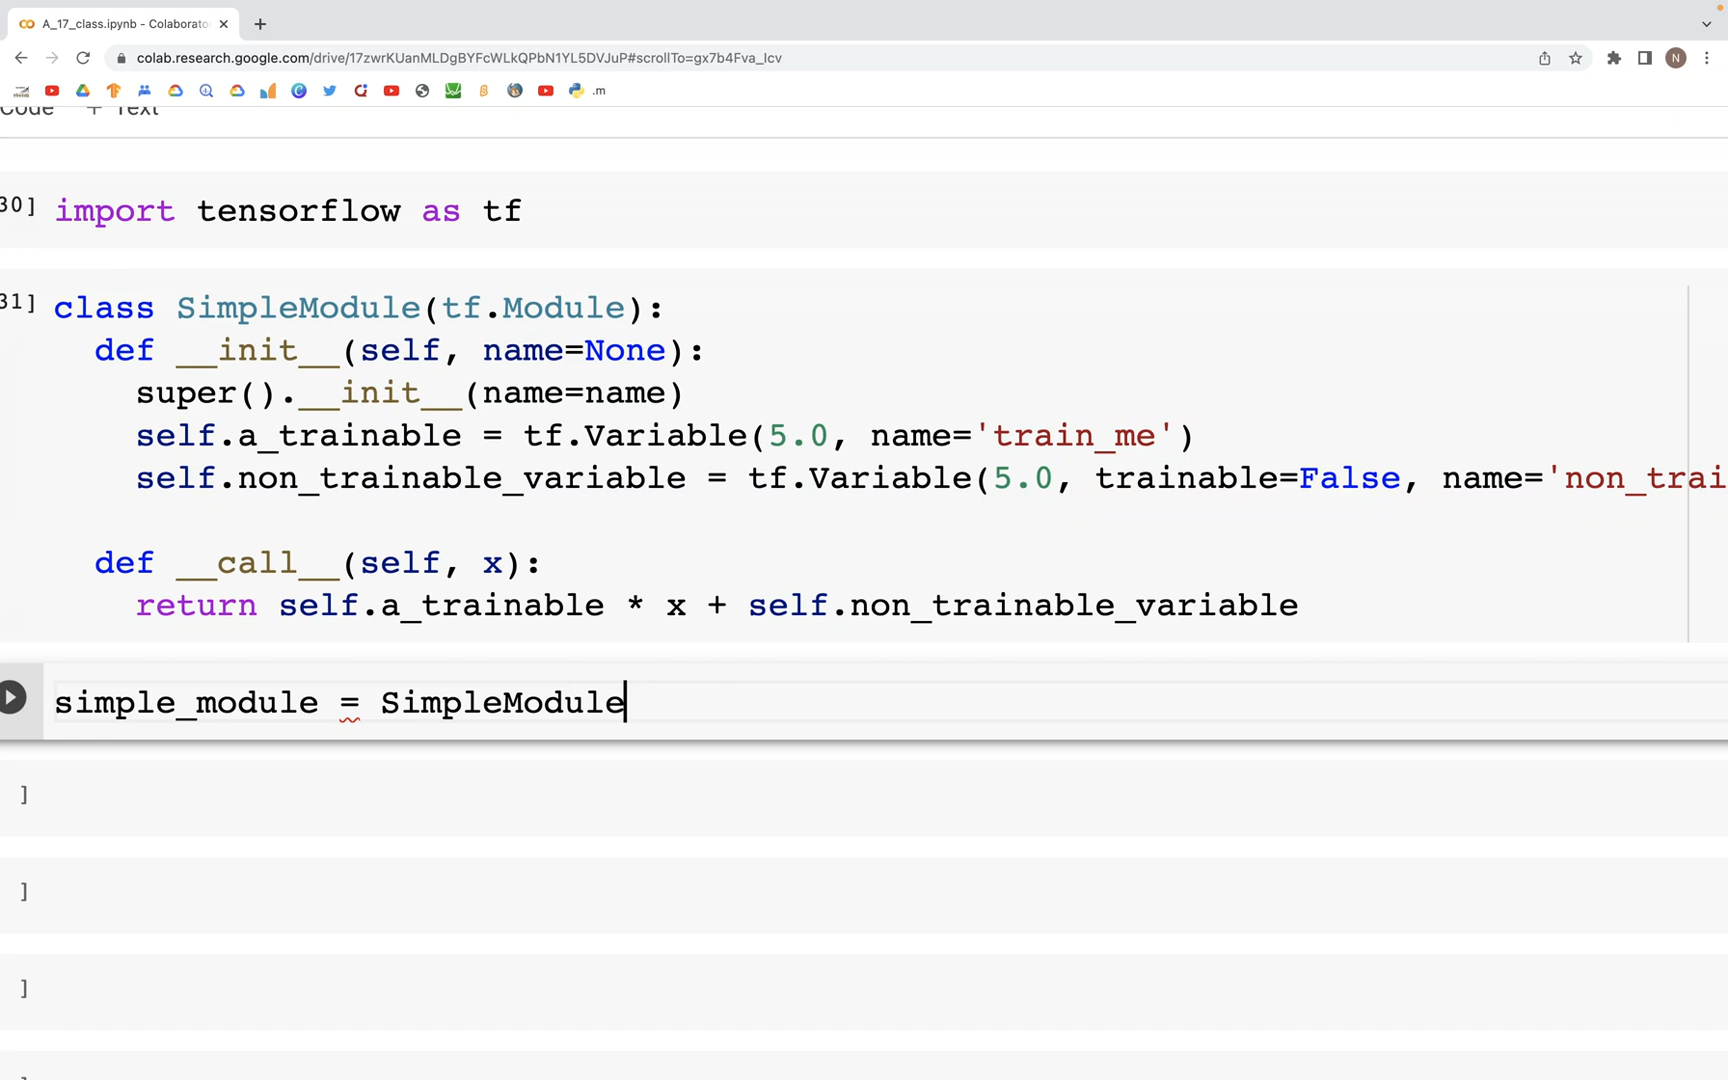 A_17_class.ipynb - Colaborato
colab.research.google.com/drive/17zwrKUanMLDgBYFcWLkQPbN1YL5DVJuP#scrollTo=gx7b4Fva_lcv
N
.m
Code + Text
30] import tensorflow as tf
31] class SimpleModule(tf.Module):
def __init__(self, name=None):
super().__init__(name=name)
self.a_trainable = tf.Variable(5.0, name='train_me')
self.non_trainable_variable = tf.Variable(5.0, trainable=False, name='non_trai
def __call__(self, x):
return self.a_trainable * x + self.non_trainable_variable
simple_module = SimpleModule
]
]
]